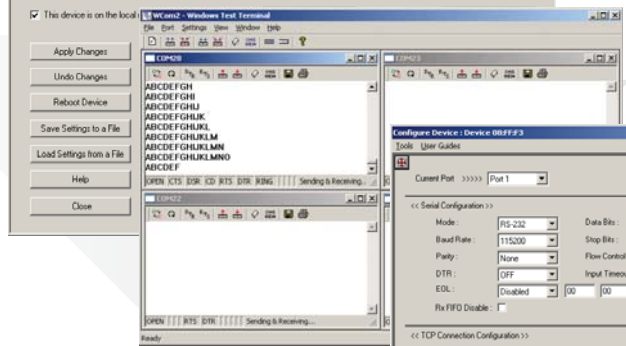 This device is on the local
Apply Changes
Undo Changes
Reboot Device
Save Settings to a File
Load Settings from a File
Help
Close
WCom2 - Windows Test Terminal
File Port Settings View Window Help
COM28
ABCDEFGH
ABCDEFGHI
ABCDEFGHIJ
ABCDEFGHIJK
ABCDEFGHIJKL
ABCDEFGHIJKLM
ABCDEFGHIJKLMN
ABCDEFGHIJKLMNO
ABCDEF
OPEN CTS DSR CD RTS DTR RING Sending & Receiving...
COM23
COM22
OPEN RTS DTR Sending & Receiving...
Ready
Configure Device : Device 08:FF:F3
Tools User Guides
Current Port >>>>> Port 1
<< Serial Configuration >>
Mode : RS-232 Data Bits :
Baud Rate : 115200 Stop Bits :
Parity : None Flow Control
DTR : OFF Input Timeou
EOL : Disabled 00 00
Rx FIFO Disable :
<< TCP Connection Configuration >>